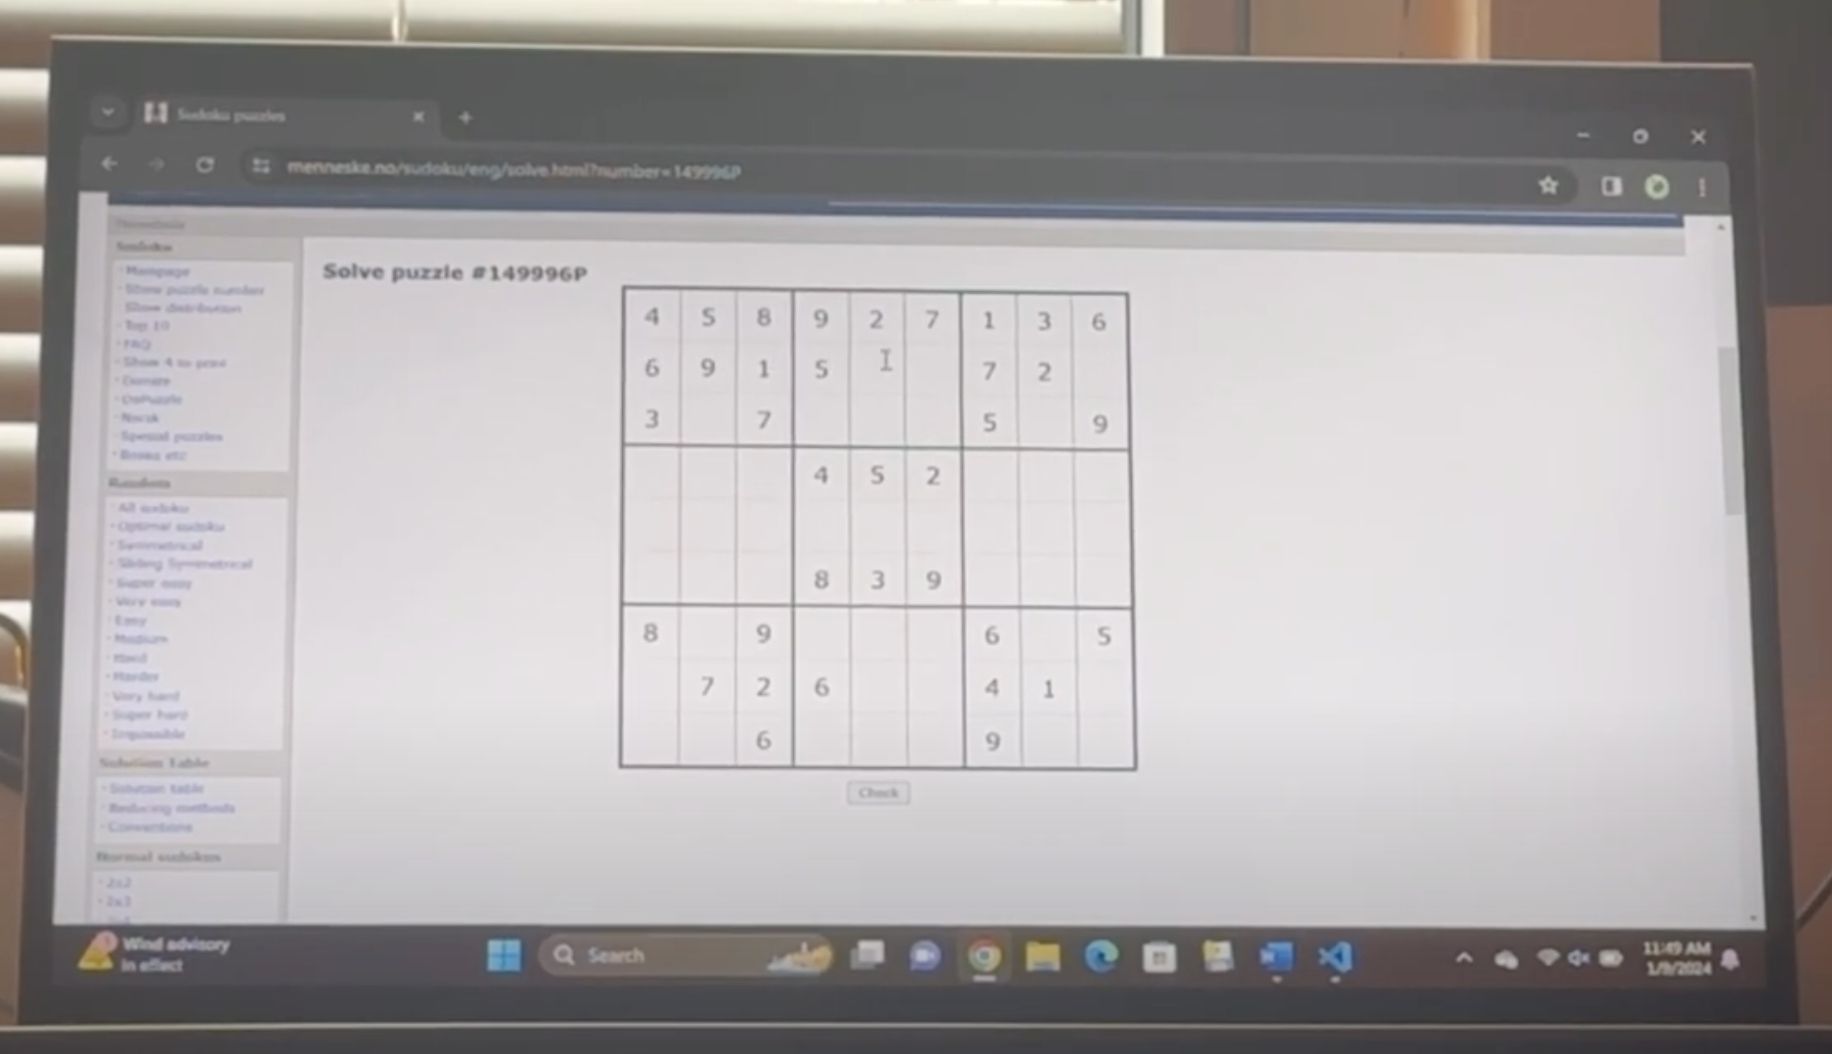 Sudoku puzzles
menneske.no/sudoku/eng/solve.html?number=149996P
Sudoku
Mainpage
Show puzzle number
Show distribution
Top 10
FAQ
Show 4 to print
Donate
Norsk
Spesial puzzles
Boxes etc
Random
All sudoku
Optimal sudoku
Symmetrical
Sliding Symmetrical
Super easy
Very easy
Easy
Medium
Hard
Harder
Very hard
Super hard
Impossible
Solution Table
Solution table
Reducing methods
Conventions
Normal sudokus
2x2
2x3
Solve puzzle #149996P
4 5 8 9 2 7 1 3 6
6 9 1 5 7 2
3 7 5 9
4 5 2
8 3 9
8 9 6 5
7 2 6 4 1
6 9
Check
Wind advisory
In effect
Search
11:49 AM
1/9/2024